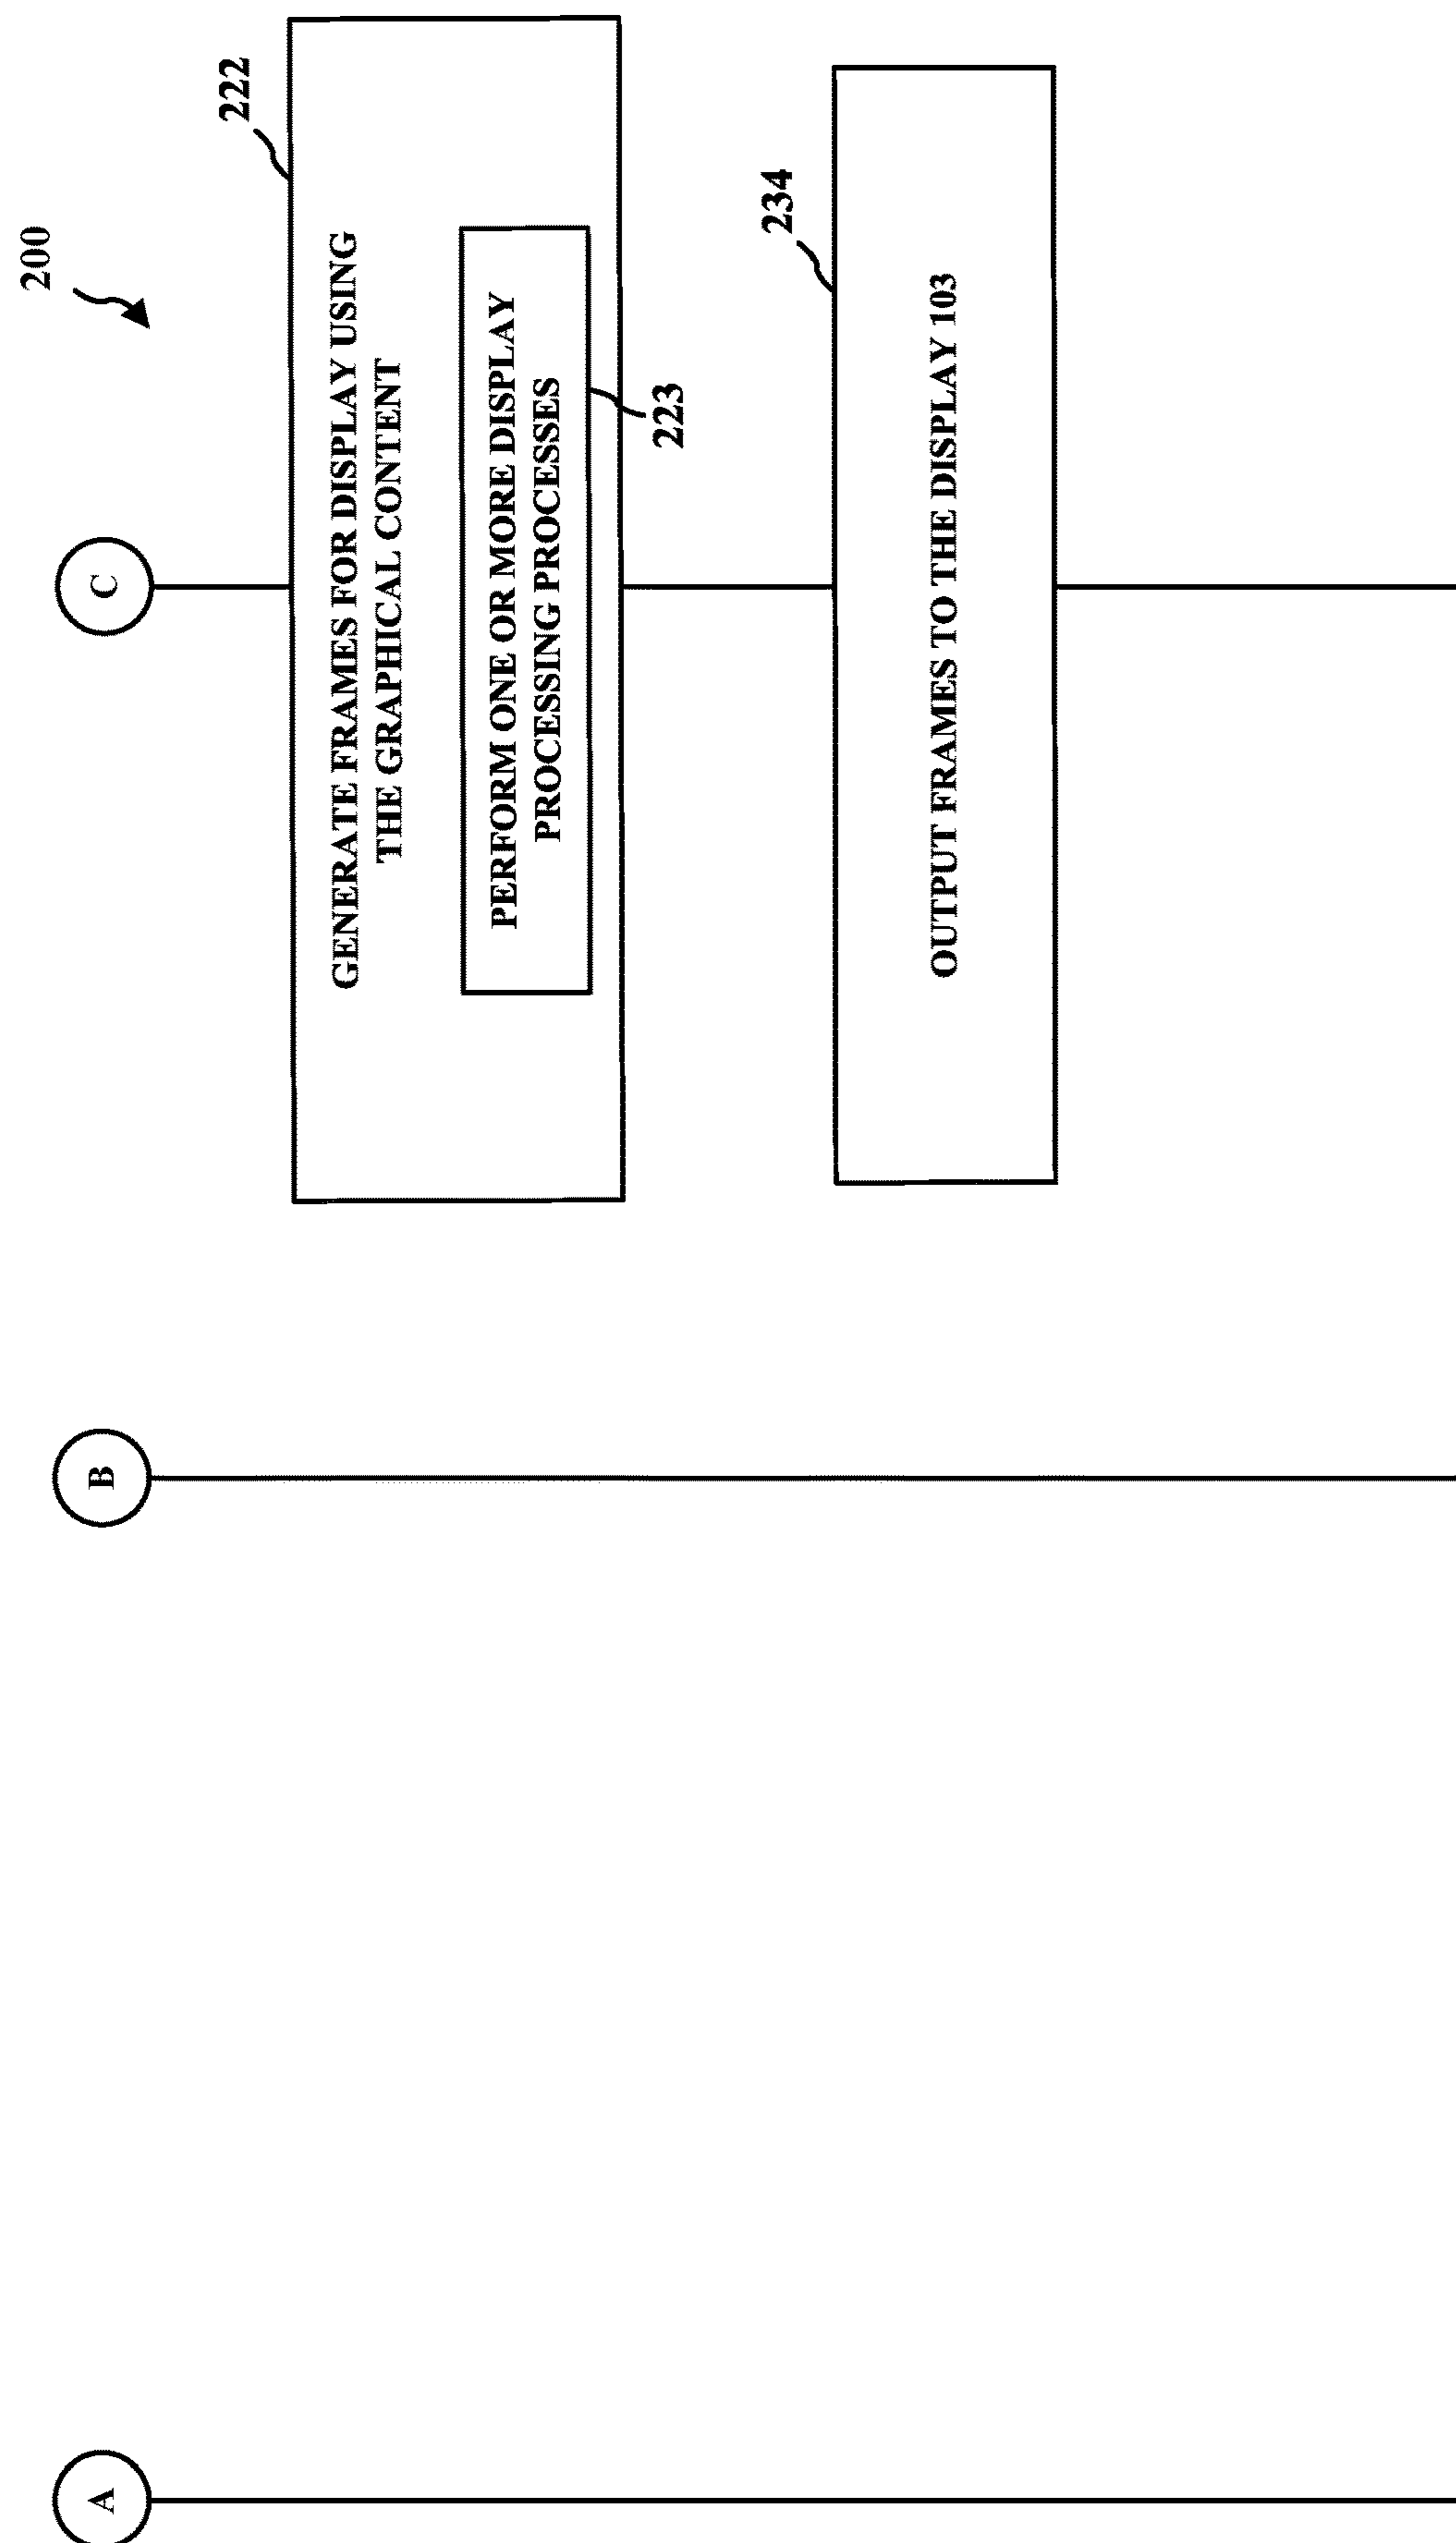 200
A
B
C
222
GENERATE FRAMES FOR DISPLAY USING
THE GRAPHICAL CONTENT
PERFORM ONE OR MORE DISPLAY
PROCESSING PROCESSES
223
234
OUTPUT FRAMES TO THE DISPLAY 103